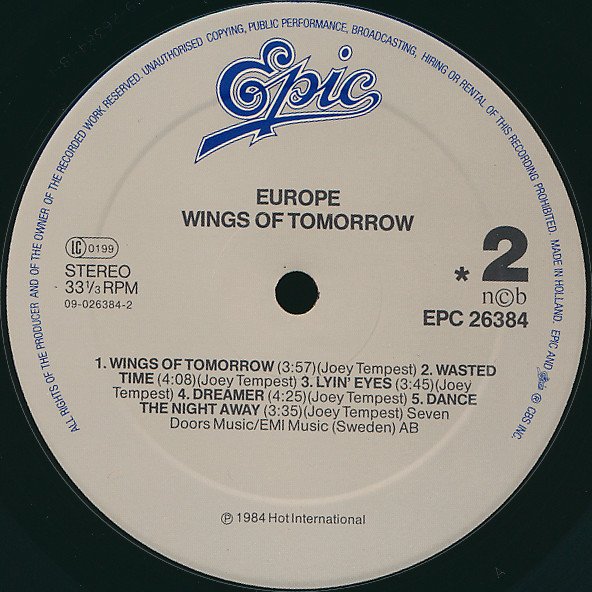 ALL RIGHTS OF THE PRODUCER AND OF THE OWNER OF THE RECORDED WORK RESERVED. UNAUTHORISED COPYING, PUBLIC PERFORMANCE, BROADCASTING, HIRING OR RENTAL OF THIS RECORDING PROHIBITED. MADE IN HOLLAND. EPIC AND Epic ® CBS INC.
Epic
EUROPE
WINGS OF TOMORROW
LC 0199
STEREO
33 1/3 RPM
09-026384-2
* 2
n©b
EPC 26384
1. WINGS OF TOMORROW (3:57)(Joey Tempest) 2. WASTED
TIME (4:08)(Joey Tempest) 3. LYIN' EYES (3:45)(Joey
Tempest) 4. DREAMER (4:25)(Joey Tempest) 5. DANCE
THE NIGHT AWAY (3:35)(Joey Tempest) Seven
Doors Music/EMI Music (Sweden) AB
℗ 1984 Hot International